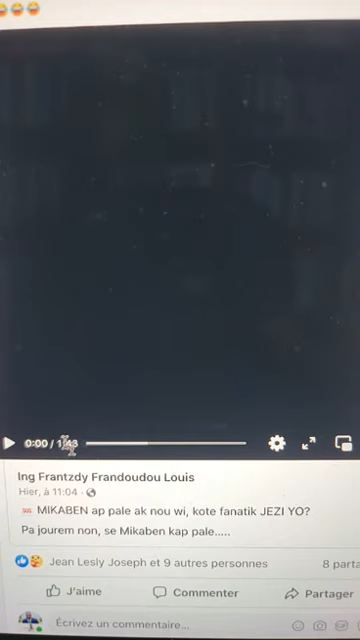 0:00 / 1:43
Ing Frantzdy Frandoudou Louis
Hier, à 11:04 ·
MIKABEN ap pale ak nou wi, kote fanatik JEZI YO?
Pa jourem non, se Mikaben kap pale.....
Jean Lesly Joseph et 9 autres personnes
8 parta
J'aime
Commenter
Partager
Écrivez un commentaire...